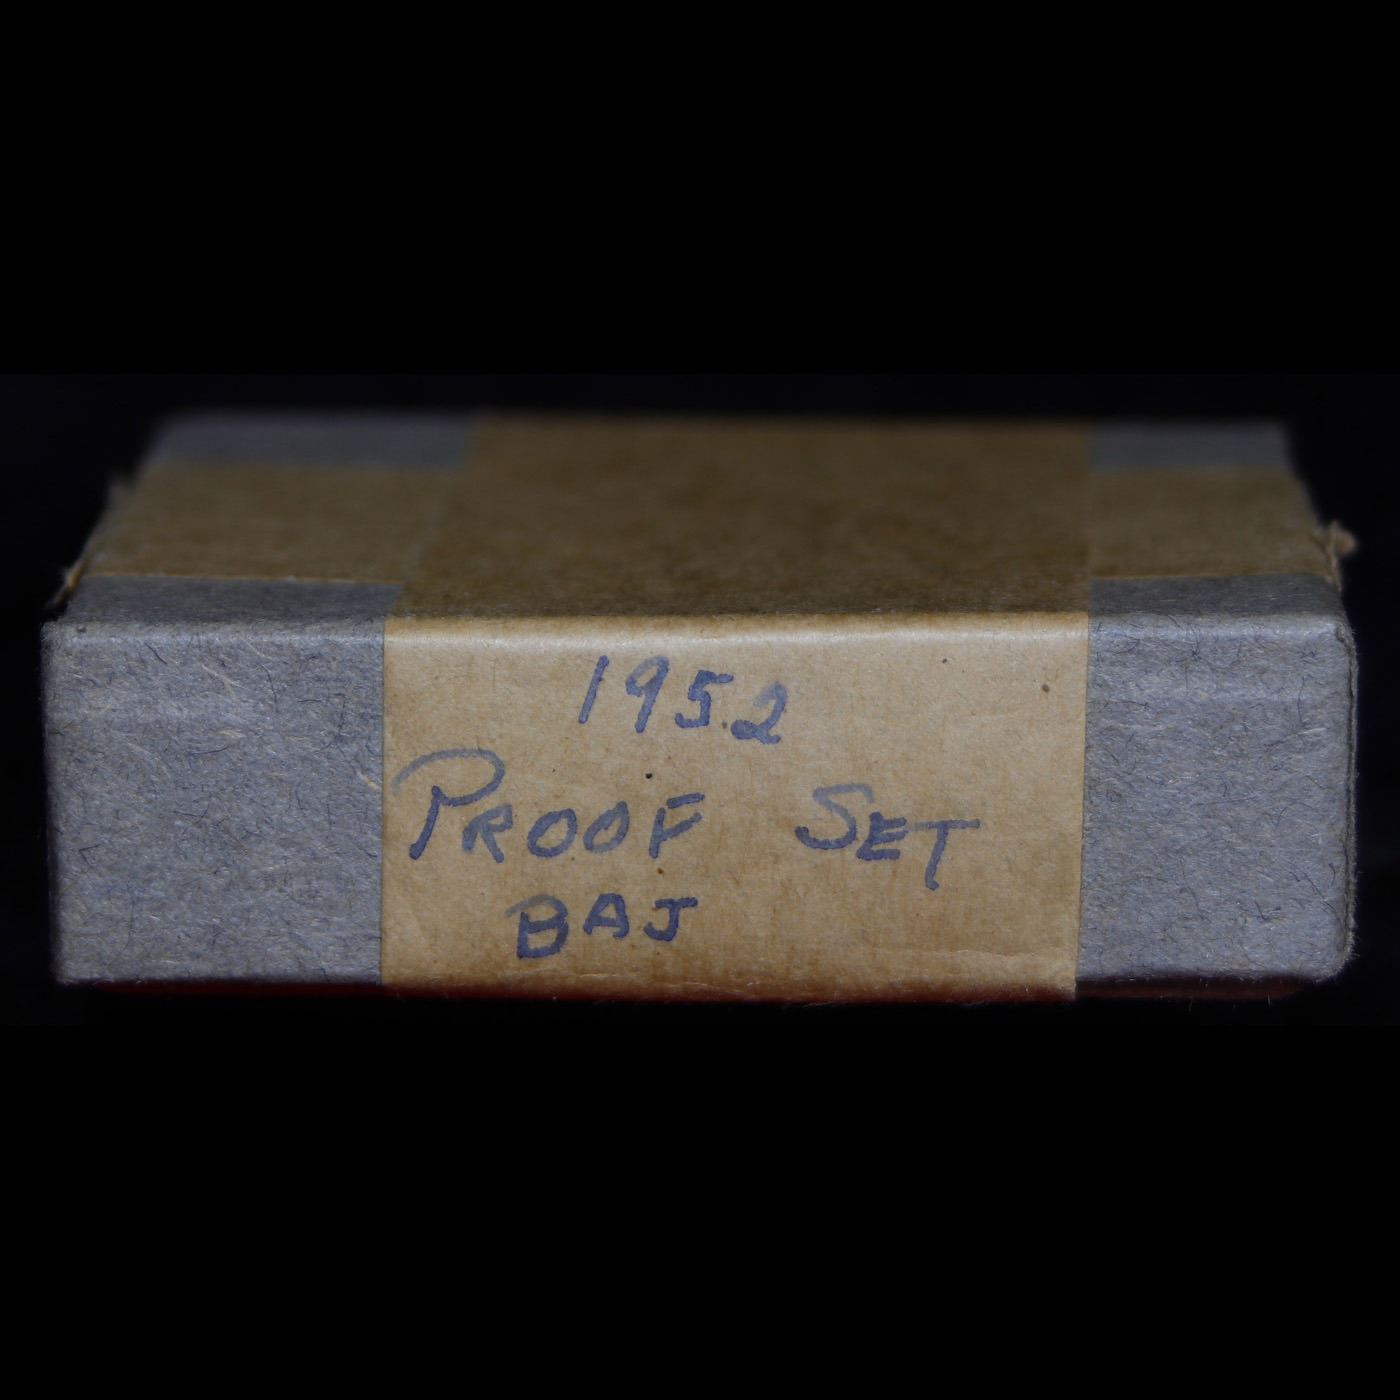 1952
PROOF SET
BAJ